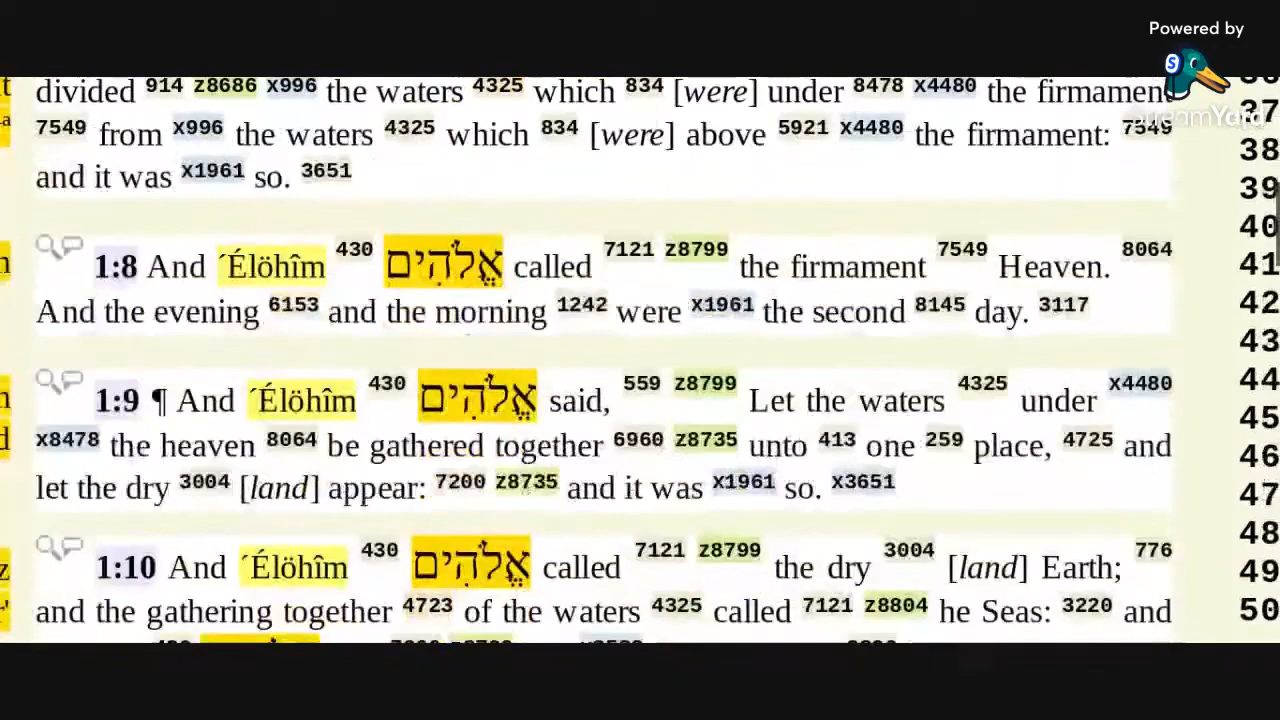 Powered by
StreamYard
divided 914 z8686 x996 the waters 4325 which 834 [were] under 8478 x4480 the firmament
7549 from x996 the waters 4325 which 834 [were] above 5921 x4480 the firmament: 7549
and it was x1961 so. 3651
1:8 And ´Élöhîm 430 אֱלֹהִים called 7121 z8799 the firmament 7549 Heaven. 8064
And the evening 6153 and the morning 1242 were x1961 the second 8145 day. 3117
1:9 ¶ And ´Élöhîm 430 אֱלֹהִים said, 559 z8799 Let the waters 4325 under x4480
x8478 the heaven 8064 be gathered together 6960 z8735 unto 413 one 259 place, 4725 and
let the dry 3004 [land] appear: 7200 z8735 and it was x1961 so. x3651
1:10 And ´Élöhîm 430 אֱלֹהִים called 7121 z8799 the dry 3004 [land] Earth; 776
and the gathering together 4723 of the waters 4325 called 7121 z8804 he Seas: 3220 and
37
38
39
40
41
42
43
44
45
46
47
48
49
50